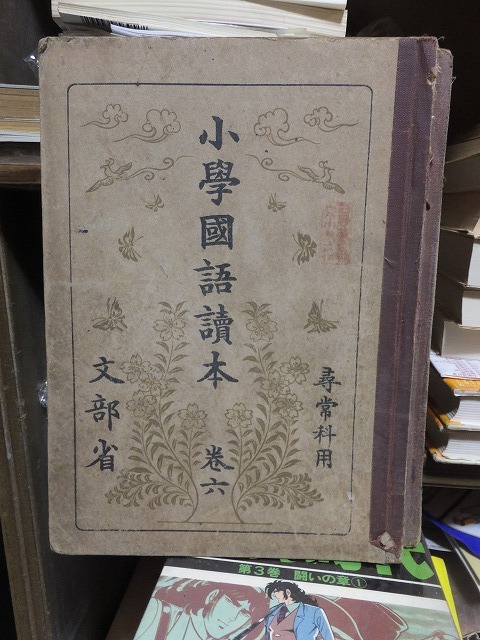 尋常科用
小學國語讀本
卷六
文部省
第3巻 闘いの章①